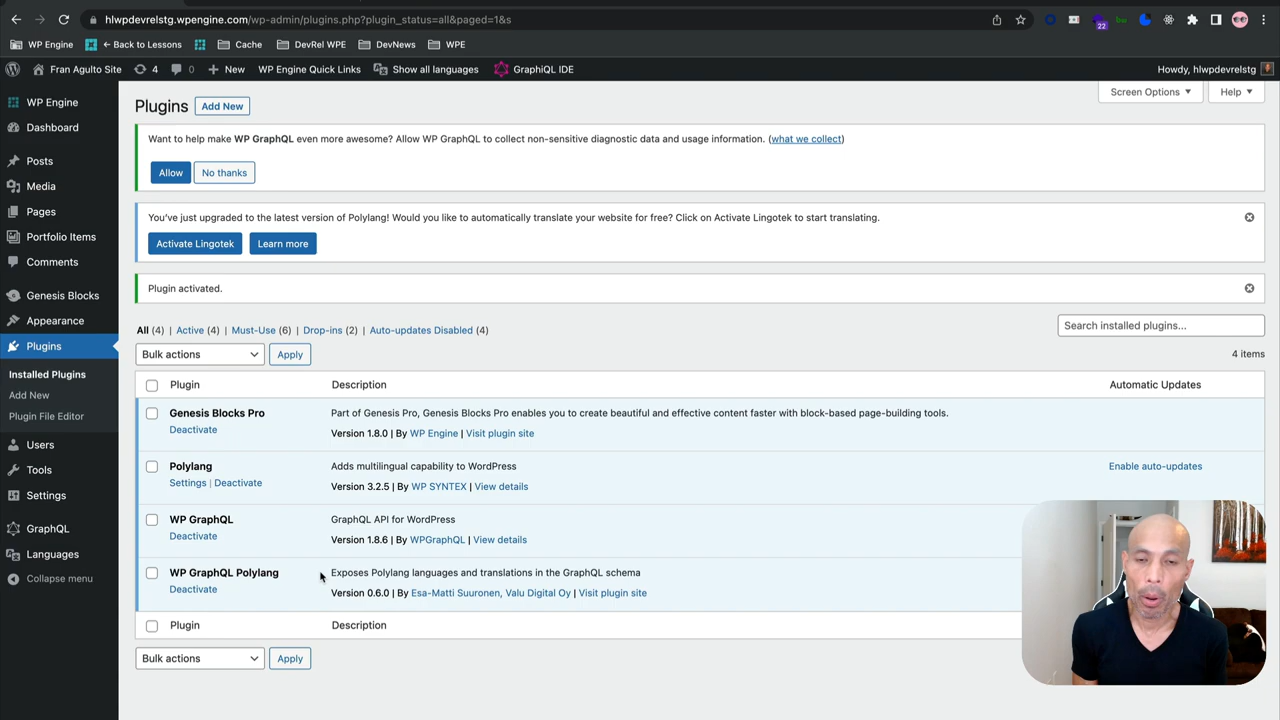 hlwpdevrelstg.wpengine.com/wp-admin/plugins.php?plugin_status=all&paged=1&s
22
WP Engine
← Back to Lessons
Cache
DevRel WPE
DevNews
WPE
Fran Agulto Site
4
0
New
WP Engine Quick Links
Show all languages
GraphiQL IDE
Howdy, hlwpdevrelstg
WP Engine
Dashboard
Posts
Media
Pages
Portfolio Items
Comments
Genesis Blocks
Appearance
Plugins
Installed Plugins
Add New
Plugin File Editor
Users
Tools
Settings
GraphQL
Languages
Collapse menu
Screen Options
Help
Plugins
Add New
Want to help make WP GraphQL even more awesome? Allow WP GraphQL to collect non-sensitive diagnostic data and usage information. (what we collect)
Allow
No thanks
You've just upgraded to the latest version of Polylang! Would you like to automatically translate your website for free? Click on Activate Lingotek to start translating.
Activate Lingotek
Learn more
Plugin activated.
All (4) | Active (4) | Must-Use (6) | Drop-ins (2) | Auto-updates Disabled (4)
Search installed plugins...
Bulk actions
Apply
4 items
Plugin
Description
Automatic Updates
Genesis Blocks Pro
Deactivate
Part of Genesis Pro, Genesis Blocks Pro enables you to create beautiful and effective content faster with block-based page-building tools.
Version 1.8.0 | By WP Engine | Visit plugin site
Polylang
Settings | Deactivate
Adds multilingual capability to WordPress
Version 3.2.5 | By WP SYNTEX | View details
Enable auto-updates
WP GraphQL
Deactivate
GraphQL API for WordPress
Version 1.8.6 | By WPGraphQL | View details
WP GraphQL Polylang
Deactivate
Exposes Polylang languages and translations in the GraphQL schema
Version 0.6.0 | By Esa-Matti Suuronen, Valu Digital Oy | Visit plugin site
Plugin
Description
Bulk actions
Apply